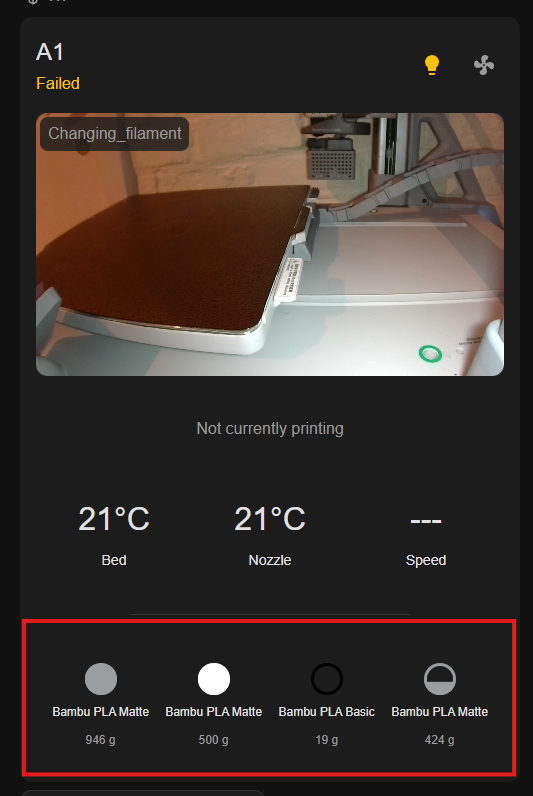 A1
Failed
Changing_filament
Not currently printing
21°C 21°C ---
Bed Nozzle Speed
Bambu PLA Matte Bambu PLA Matte Bambu PLA Basic Bambu PLA Matte
946 g 500 g 19 g 424 g